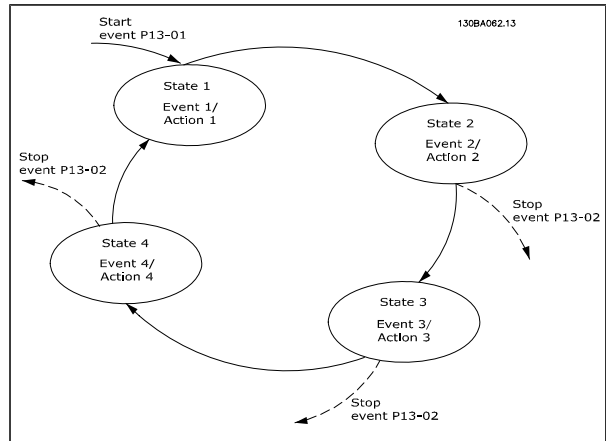 Start
event P13-01
130BA062.13
State 1
Event 1/
Action 1
State 2
Event 2/
Action 2
Stop
event P13-02
Stop
event P13-02
State 4
Event 4/
Action 4
State 3
Event 3/
Action 3
Stop
event P13-02